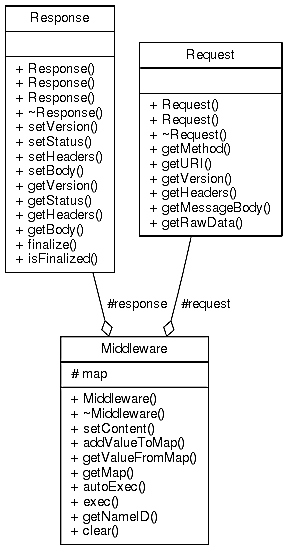 Response
+ Response()
+ Response()
+ Response()
+ ~Response()
+ setVersion()
+ setStatus()
+ setHeaders()
+ setBody()
+ getVersion()
+ getStatus()
+ getHeaders()
+ getBody()
+ finalize()
+ isFinalized()
Request
+ Request()
+ Request()
+ ~Request()
+ getMethod()
+ getURI()
+ getVersion()
+ getHeaders()
+ getMessageBody()
+ getRawData()
#response
#request
Middleware
# map
+ Middleware()
+ ~Middleware()
+ setContent()
+ addValueToMap()
+ getValueFromMap()
+ getMap()
+ autoExec()
+ exec()
+ getNameID()
+ clear()